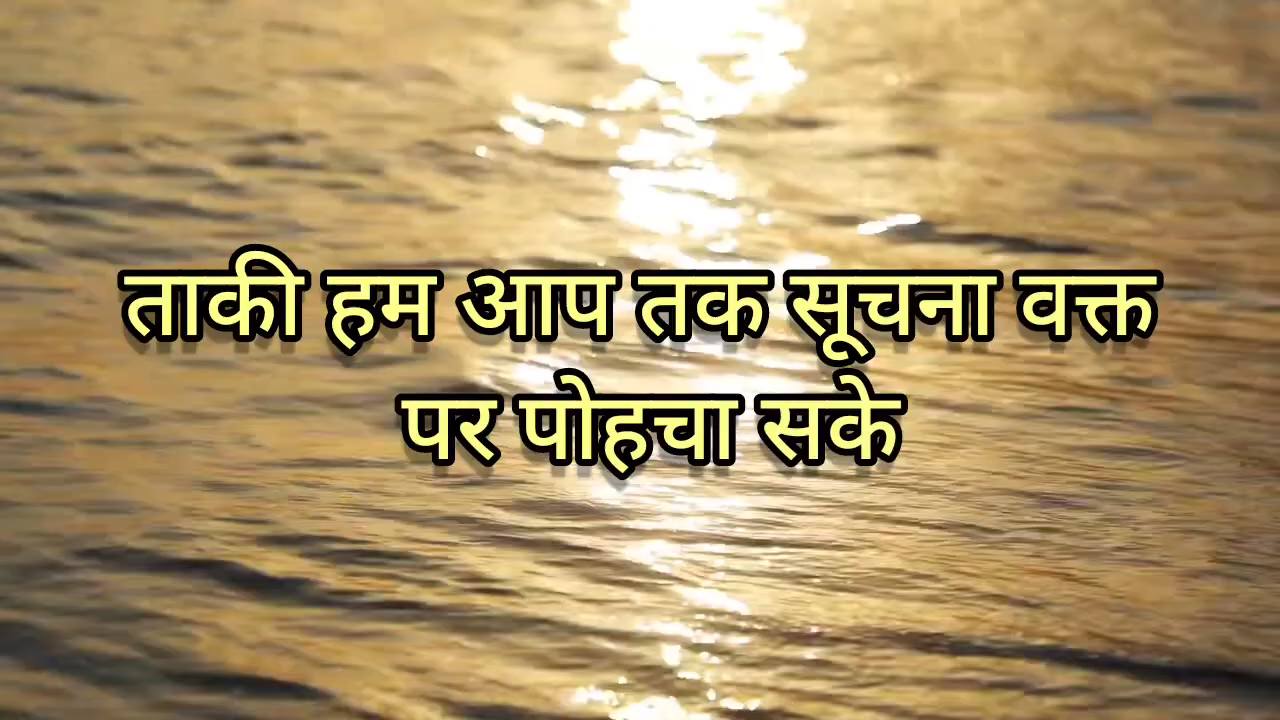 ताकी हम आप तक सूचना वक्त
पर पोहचा सके